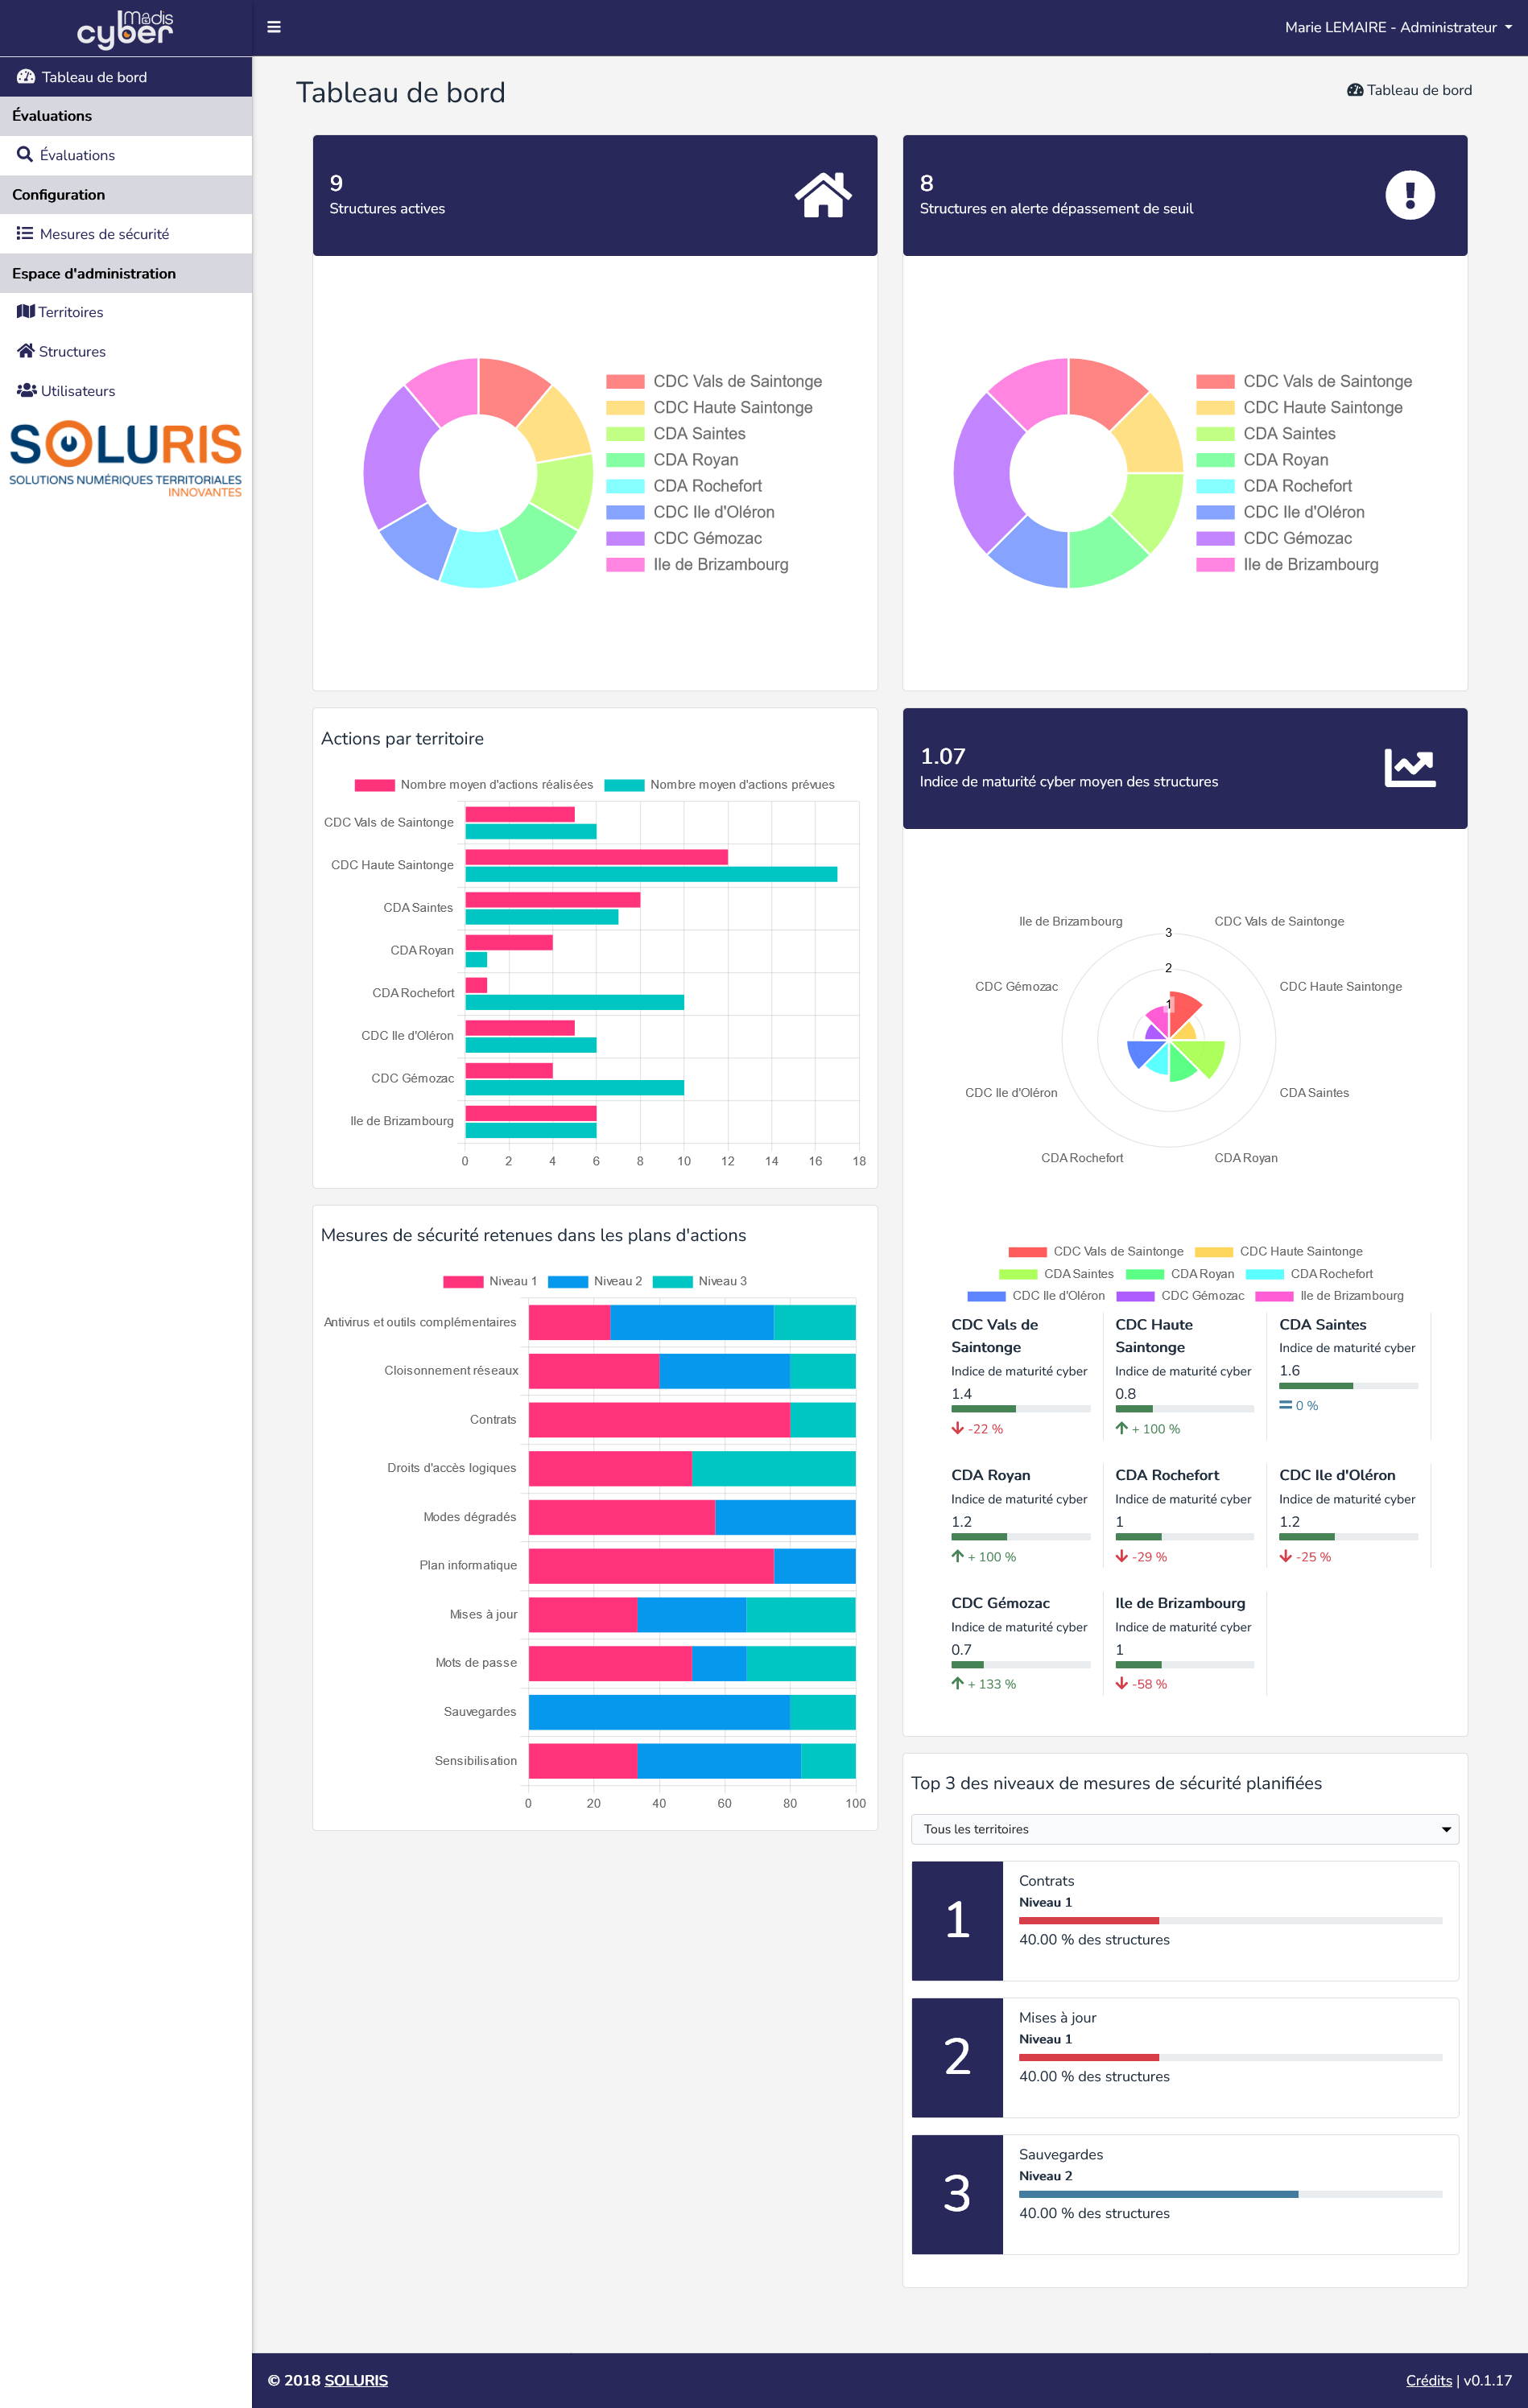 Madis
cyber
Marie LEMAIRE - Administrateur
Tableau de bord
Évaluations
Évaluations
Configuration
Mesures de sécurité
Espace d'administration
Territoires
Structures
Utilisateurs
SOLURIS
SOLUTIONS NUMÉRIQUES TERRITORIALES
INNOVANTES
Tableau de bord
Tableau de bord
9
Structures actives
CDC Vals de Saintonge
CDC Haute Saintonge
CDA Saintes
CDA Royan
CDA Rochefort
CDC Ile d'Oléron
CDC Gémozac
Ile de Brizambourg
8
Structures en alerte dépassement de seuil
CDC Vals de Saintonge
CDC Haute Saintonge
CDA Saintes
CDA Royan
CDA Rochefort
CDC Ile d'Oléron
CDC Gémozac
Ile de Brizambourg
Actions par territoire
Nombre moyen d'actions réalisées Nombre moyen d'actions prévues
CDC Vals de Saintonge
CDC Haute Saintonge
CDA Saintes
CDA Royan
CDA Rochefort
CDC Ile d'Oléron
CDC Gémozac
Ile de Brizambourg
0 2 4 6 8 10 12 14 16 18
Mesures de sécurité retenues dans les plans d'actions
Niveau 1 Niveau 2 Niveau 3
Antivirus et outils complémentaires
Cloisonnement réseaux
Contrats
Droits d'accès logiques
Modes dégradés
Plan informatique
Mises à jour
Mots de passe
Sauvegardes
Sensibilisation
0 20 40 60 80 100
1.07
Indice de maturité cyber moyen des structures
Ile de Brizambourg CDC Vals de Saintonge
3
2
CDC Gémozac CDC Haute Saintonge
1
CDC Ile d'Oléron CDA Saintes
CDA Rochefort CDA Royan
CDC Vals de Saintonge CDC Haute Saintonge
CDA Saintes CDA Royan CDA Rochefort
CDC Ile d'Oléron CDC Gémozac Ile de Brizambourg
CDC Vals de
Saintonge
Indice de maturité cyber
1.4
-22 %
CDC Haute
Saintonge
Indice de maturité cyber
0.8
+ 100 %
CDA Saintes
Indice de maturité cyber
1.6
0 %
CDA Royan
Indice de maturité cyber
1.2
+ 100 %
CDA Rochefort
Indice de maturité cyber
1
-29 %
CDC Ile d'Oléron
Indice de maturité cyber
1.2
-25 %
CDC Gémozac
Indice de maturité cyber
0.7
+ 133 %
Ile de Brizambourg
Indice de maturité cyber
1
-58 %
Top 3 des niveaux de mesures de sécurité planifiées
Tous les territoires
1
Contrats
Niveau 1
40.00 % des structures
2
Mises à jour
Niveau 1
40.00 % des structures
3
Sauvegardes
Niveau 2
40.00 % des structures
© 2018 SOLURIS
Crédits | v0.1.17